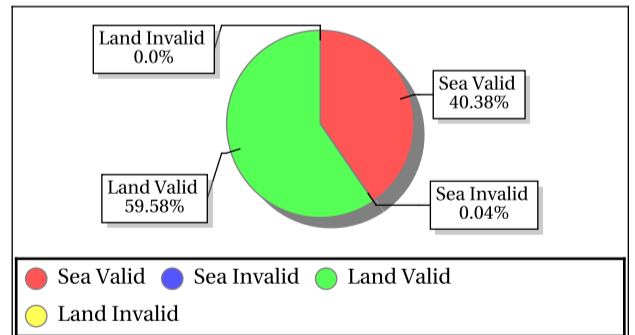 Land Invalid
0.0%
Sea Valid
40.38%
Land Valid
59.58%
Sea Invalid
0.04%
Sea Valid Sea Invalid Land Valid
Land Invalid